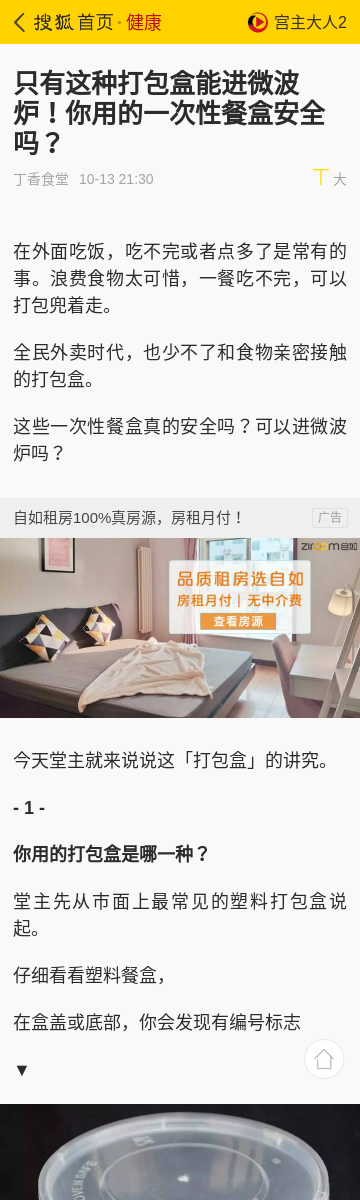 搜狐首页·健康
宫主大人2
只有这种打包盒能进微波
炉！你用的一次性餐盒安全
吗？
丁香食堂 10-13 21:30
丅大
在外面吃饭，吃不完或者点多了是常有的
事。浪费食物太可惜，一餐吃不完，可以
打包兜着走。
全民外卖时代，也少不了和食物亲密接触
的打包盒。
这些一次性餐盒真的安全吗？可以进微波
炉吗？
自如租房100%真房源，房租月付！
广告
ziroom自如
品质租房选自如
房租月付 | 无中介费
查看房源
今天堂主就来说说这「打包盒」的讲究。
- 1 -
你用的打包盒是哪一种？
堂主先从市面上最常见的塑料打包盒说
起。
仔细看看塑料餐盒，
在盒盖或底部，你会发现有编号标志
▼